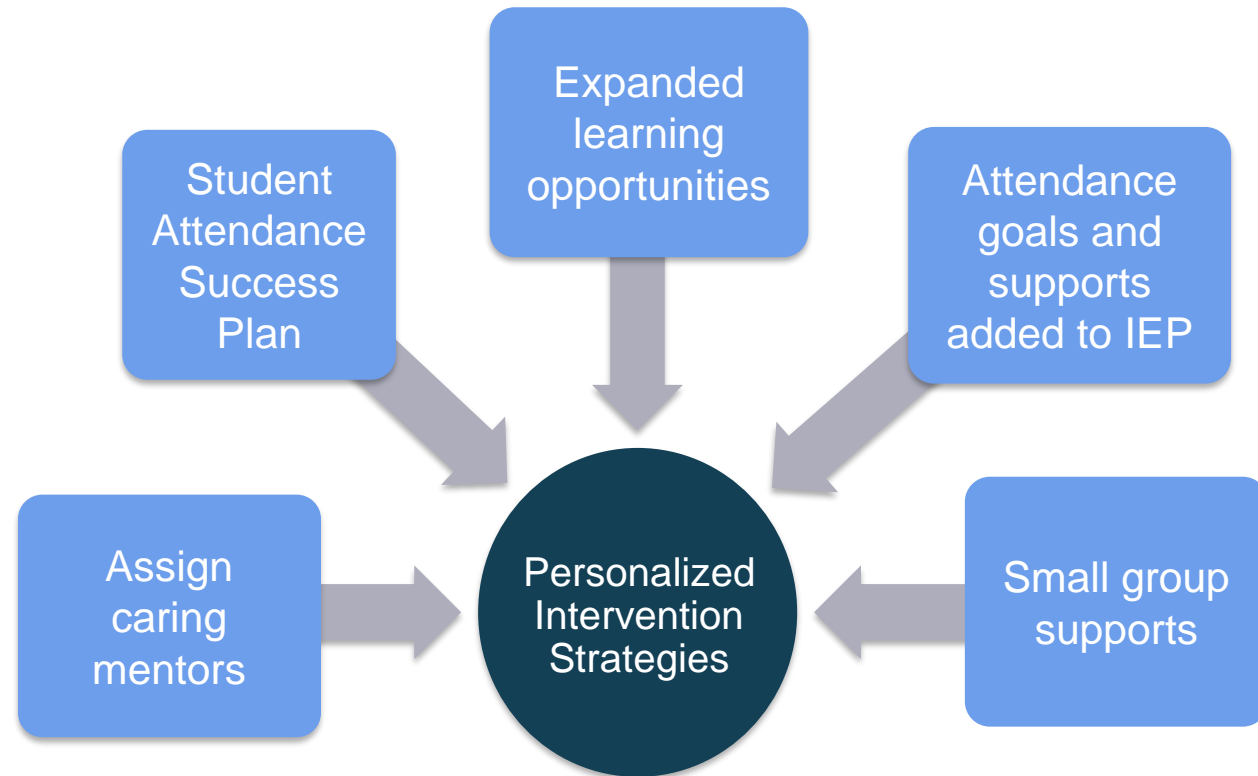 Assign
caring
mentors
Student
Attendance
Success
Plan
Expanded
learning
opportunities
Attendance
goals and
supports
added to IEP
Small group
supports
Personalized
Intervention
Strategies